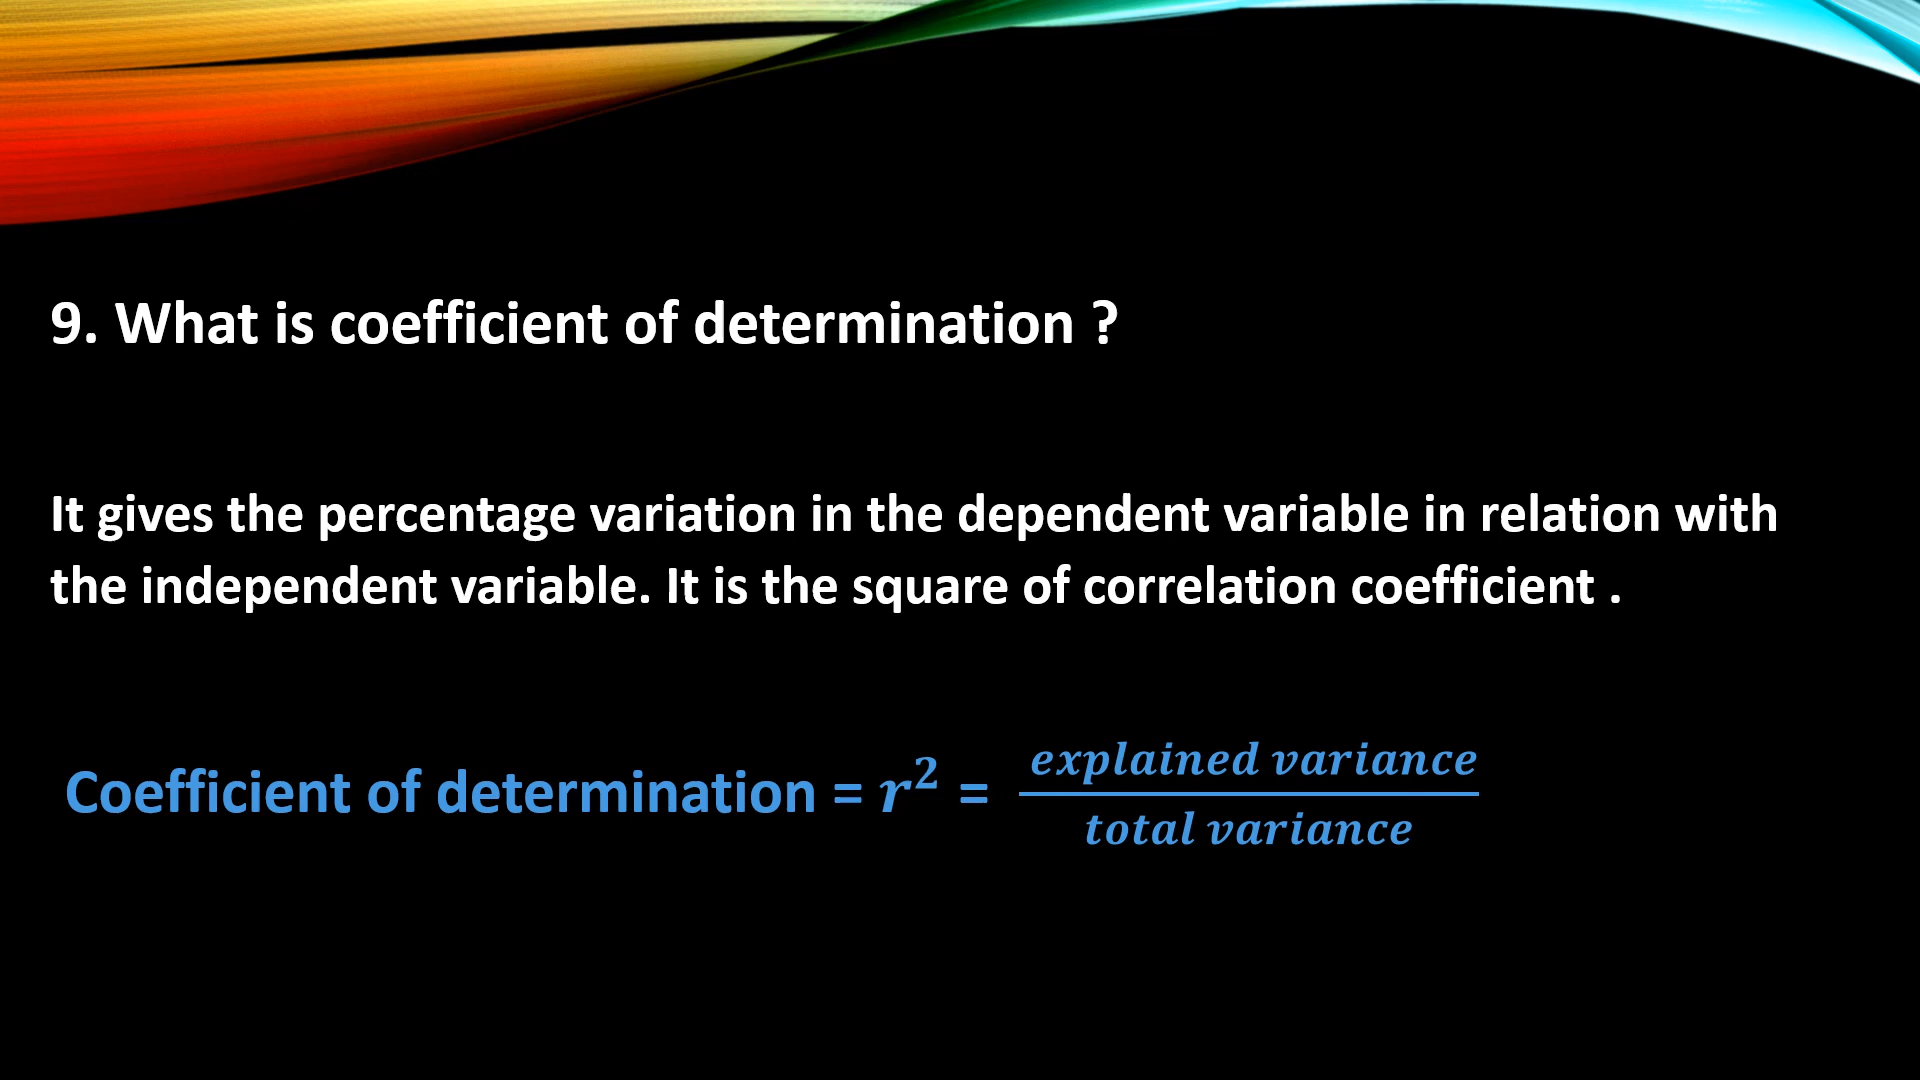 9. What is coefficient of determination ?
It gives the percentage variation in the dependent variable in relation with
the independent variable. It is the square of correlation coefficient .
Coefficient of determination = r² = explained variance / total variance